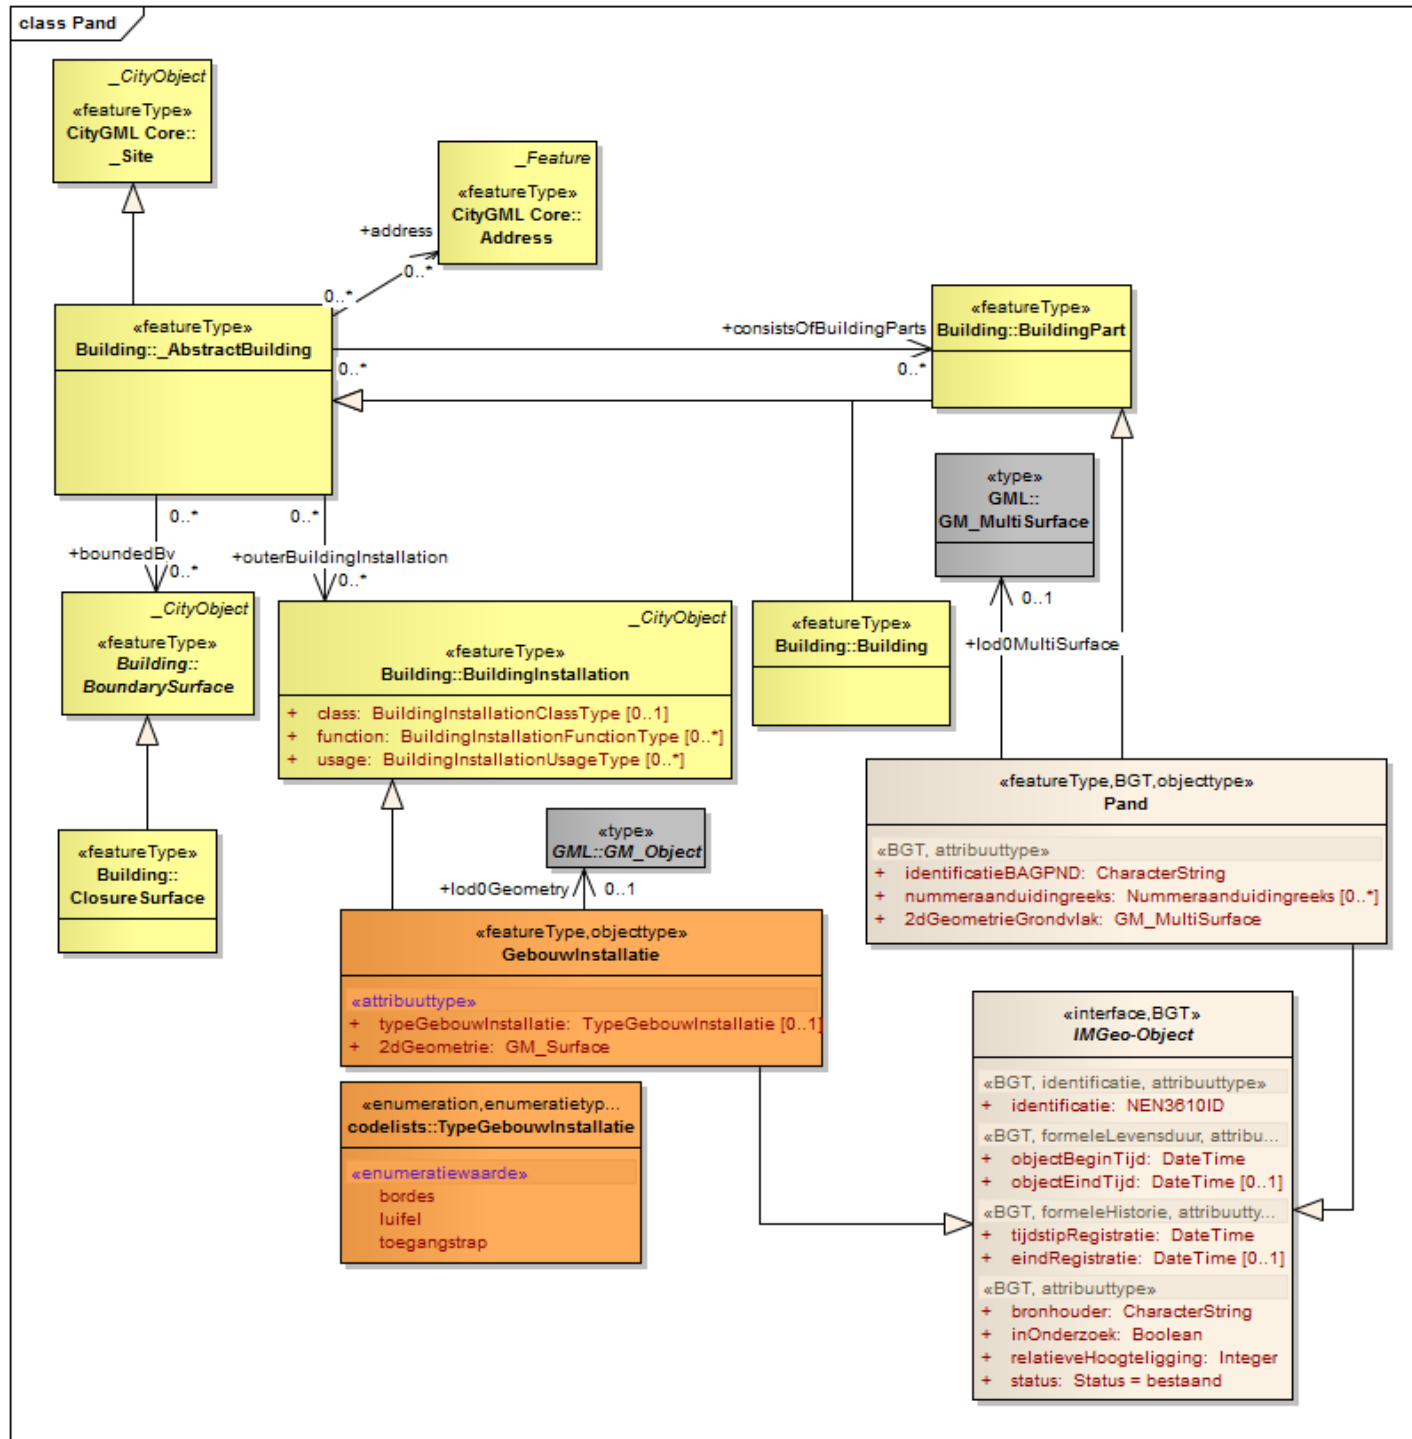 class Pand
_CityObject
«featureType»
CityGML Core::
_Site
_Feature
«featureType»
CityGML Core::
Address
+address
0..*
0..*
«featureType»
Building::_AbstractBuilding
«featureType»
Building::BuildingPart
+consistsOfBuildingParts
0..*
0..*
«type»
GML::
GM_MultiSurface
0..*
0..*
+boundedBy
0..*
+outerBuildingInstallation
0..*
0..1
+lod0MultiSurface
_CityObject
«featureType»
Building::
BoundarySurface
_CityObject
«featureType»
Building::BuildingInstallation
+ class: BuildingInstallationClassType [0..1]
+ function: BuildingInstallationFunctionType [0..*]
+ usage: BuildingInstallationUsageType [0..*]
«featureType»
Building::Building
«featureType»
Building::
ClosureSurface
«type»
GML::GM_Object
+lod0Geometry
0..1
«featureType,BGT,objecttype»
Pand
«BGT, attribuuttype»
+ identificatieBAGPND: CharacterString
+ nummeraanduidingreeks: Nummeraanduidingreeks [0..*]
+ 2dGeometrieGrondvlak: GM_MultiSurface
«featureType,objecttype»
GebouwInstallatie
«attribuuttype»
+ typeGebouwInstallatie: TypeGebouwInstallatie [0..1]
+ 2dGeometrie: GM_Surface
«enumeration,enumeratietyp...
codelists::TypeGebouwInstallatie
«enumeratiewaarde»
bordes
luifel
toegangstrap
«interface,BGT»
IMGeo-Object
«BGT, identificatie, attribuuttype»
+ identificatie: NEN3610ID
«BGT, formeleLevensduur, attribu...
+ objectBeginTijd: DateTime
+ objectEindTijd: DateTime [0..1]
«BGT, formeleHistorie, attribuutty...
+ tijdstipRegistratie: DateTime
+ eindRegistratie: DateTime [0..1]
«BGT, attribuuttype»
+ bronhouder: CharacterString
+ inOnderzoek: Boolean
+ relatieveHoogteligging: Integer
+ status: Status = bestaand